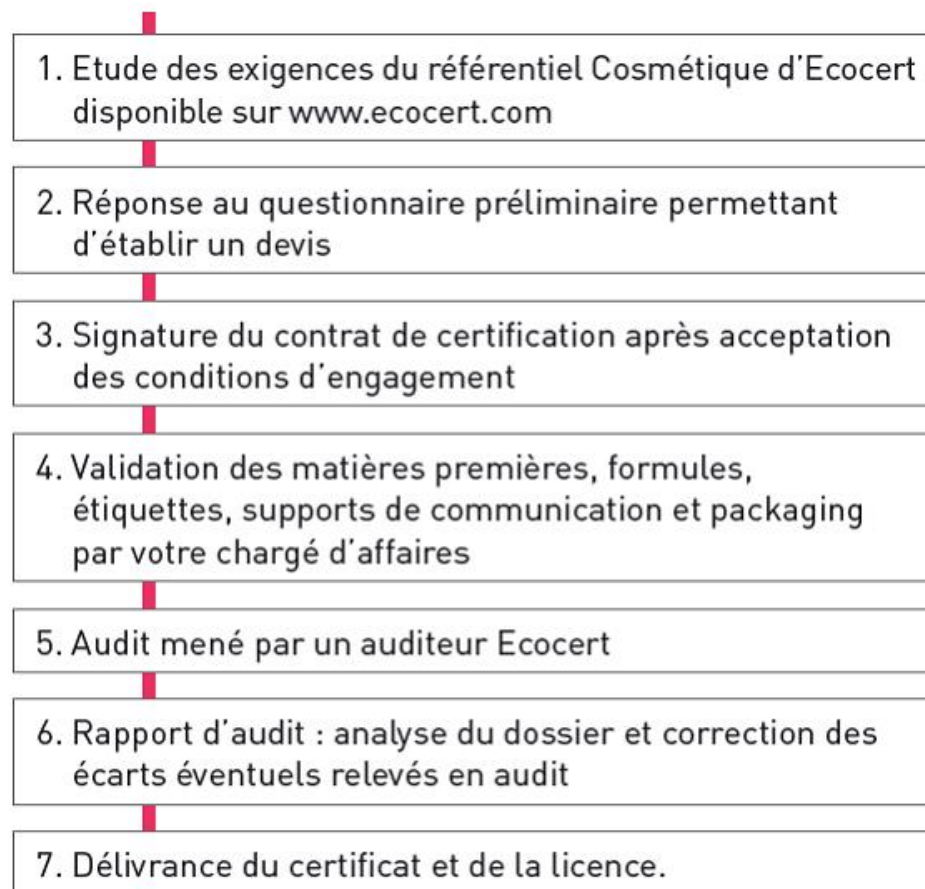 1. Etude des exigences du référentiel Cosmétique d'Ecocert
disponible sur www.ecocert.com
2. Réponse au questionnaire préliminaire permettant
d'établir un devis
3. Signature du contrat de certification après acceptation
des conditions d'engagement
4. Validation des matières premières, formules,
étiquettes, supports de communication et packaging
par votre chargé d'affaires
5. Audit mené par un auditeur Ecocert
6. Rapport d'audit : analyse du dossier et correction des
écarts éventuels relevés en audit
7. Délivrance du certificat et de la licence.